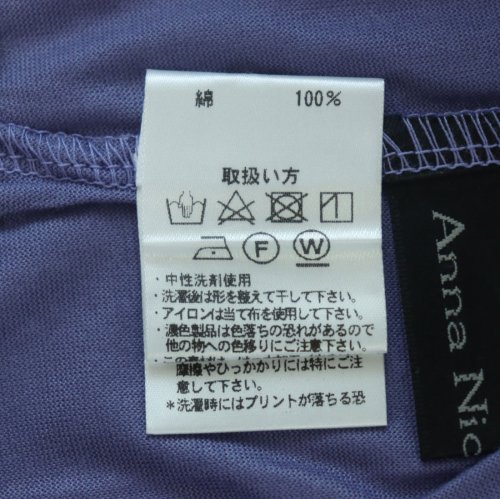 綿 100%
取扱い方
F W
・中性洗剤使用
・洗濯後は形を整えて干して下さい。
・アイロンは当て布を使用して下さい。
・濃色製品は色落ちの恐れがあるので
他の物への色移りにご注意下さい。
摩擦やひっかかりには特にご注
意して下さい。
*洗濯時にはプリントが落ちる恐
Anna Nic